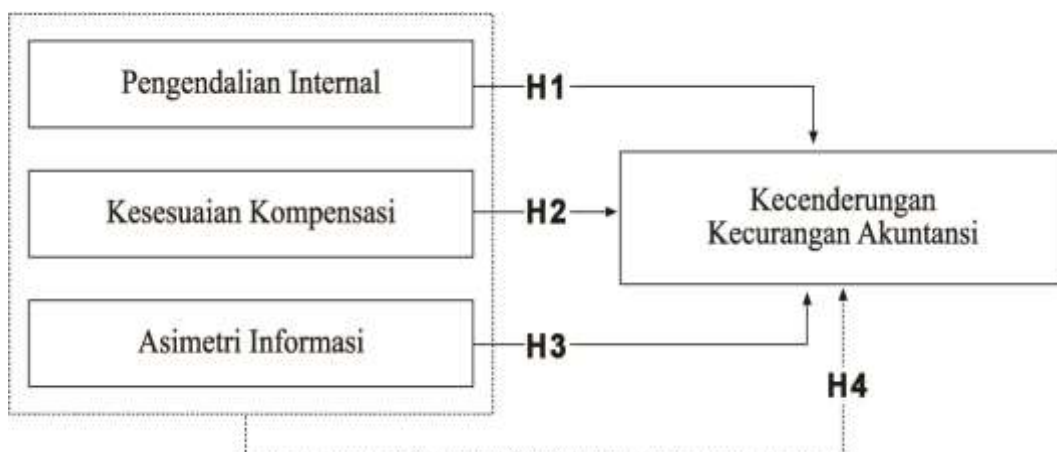 Pengendalian Internal
H1
Kesesuaian Kompensasi
H2
Kecenderungan
Kecurangan Akuntansi
Asimetri Informasi
H3
H4